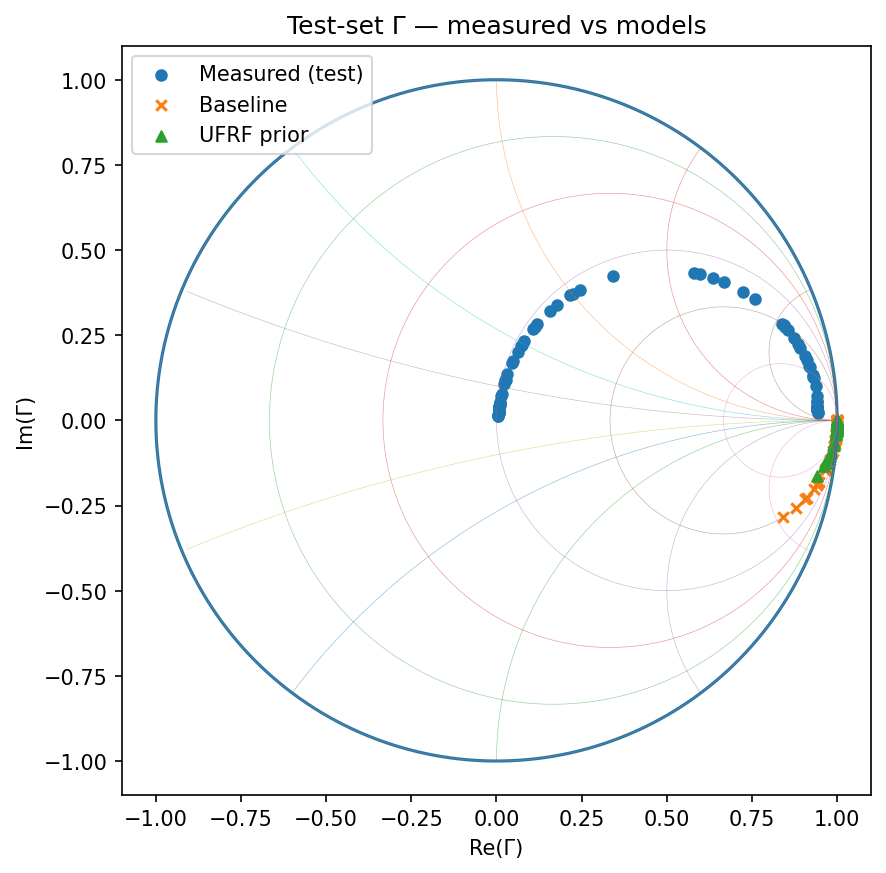 Test-set Γ — measured vs models
Measured (test)
Baseline
UFRF prior
1.00
0.75
0.50
0.25
0.00
−0.25
−0.50
−0.75
−1.00
Im(Γ)
−1.00 −0.75 −0.50 −0.25 0.00 0.25 0.50 0.75 1.00
Re(Γ)